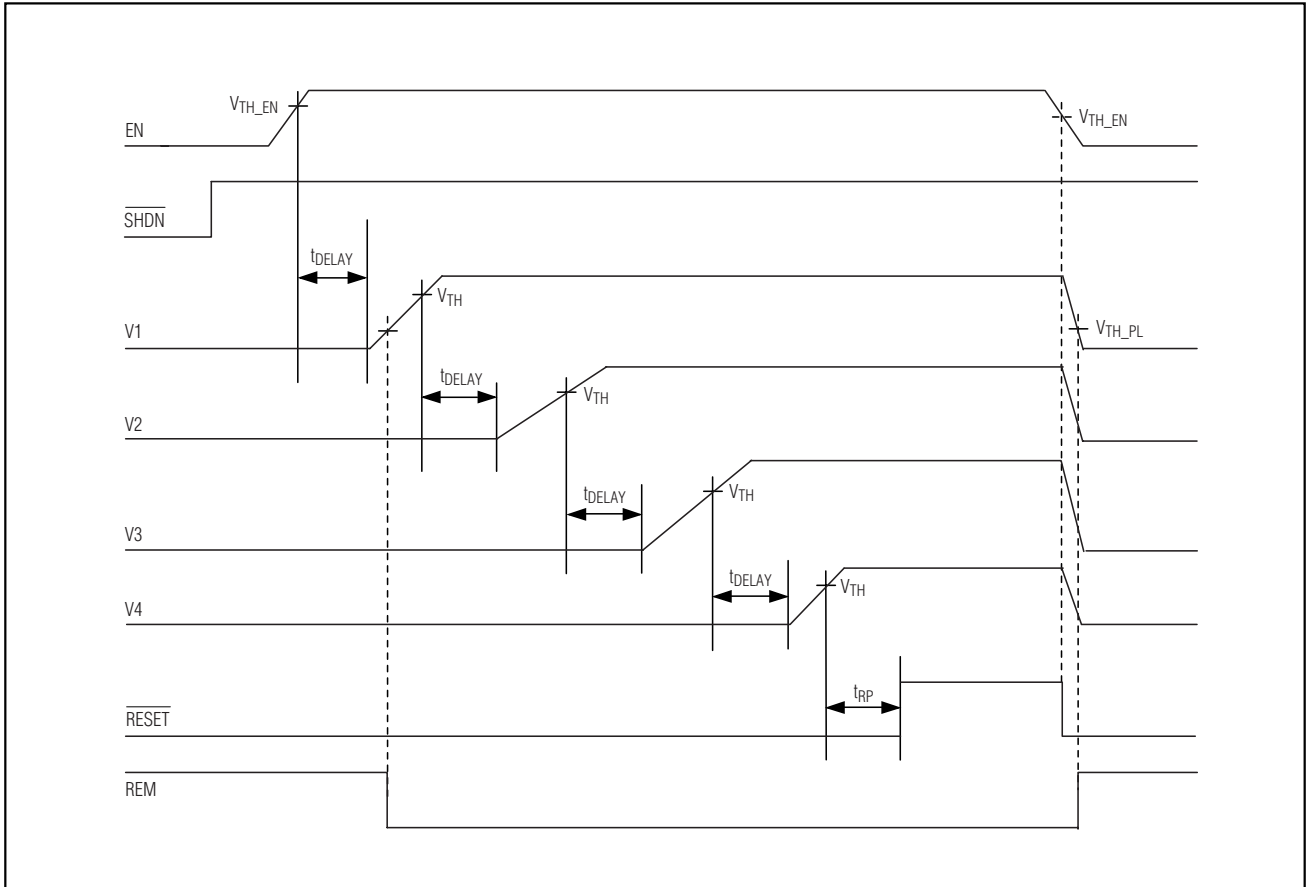 V_TH_EN
V_TH_EN
EN
SHDN
t_DELAY
V_TH
V1
V_TH_PL
t_DELAY
V_TH
V2
t_DELAY
V_TH
V3
t_DELAY
V_TH
V4
t_RP
RESET
REM